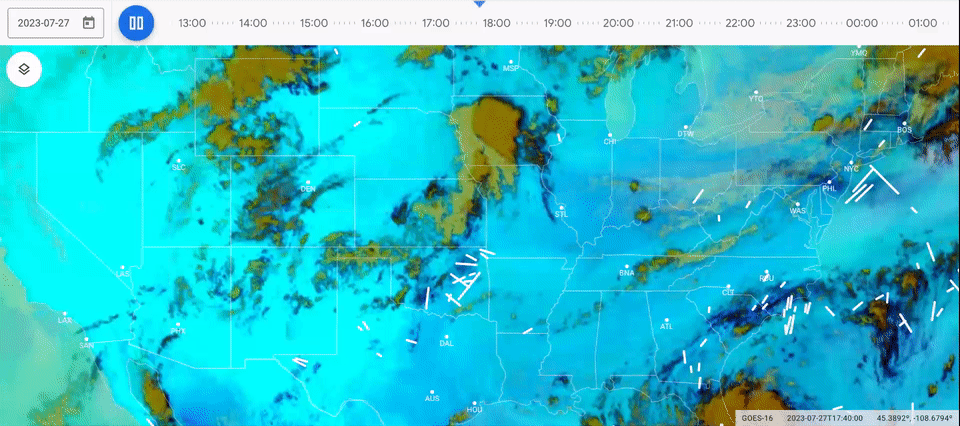 2023-07-27 13:00 14:00 15:00 16:00 17:00 18:00 19:00 20:00 21:00 22:00 23:00 00:00 01:00
YMQ
MSP
YTO
BOS
DTW
CHI
NYC
SLC
DEN
PHL
STL
WAS
LAS
BNA
RDU
CLT
LAX
ATL
PHX
SAN
DAL
AUS
HOU
GOES-16 2023-07-27T17:40:00 45.3892°, -108.6794°